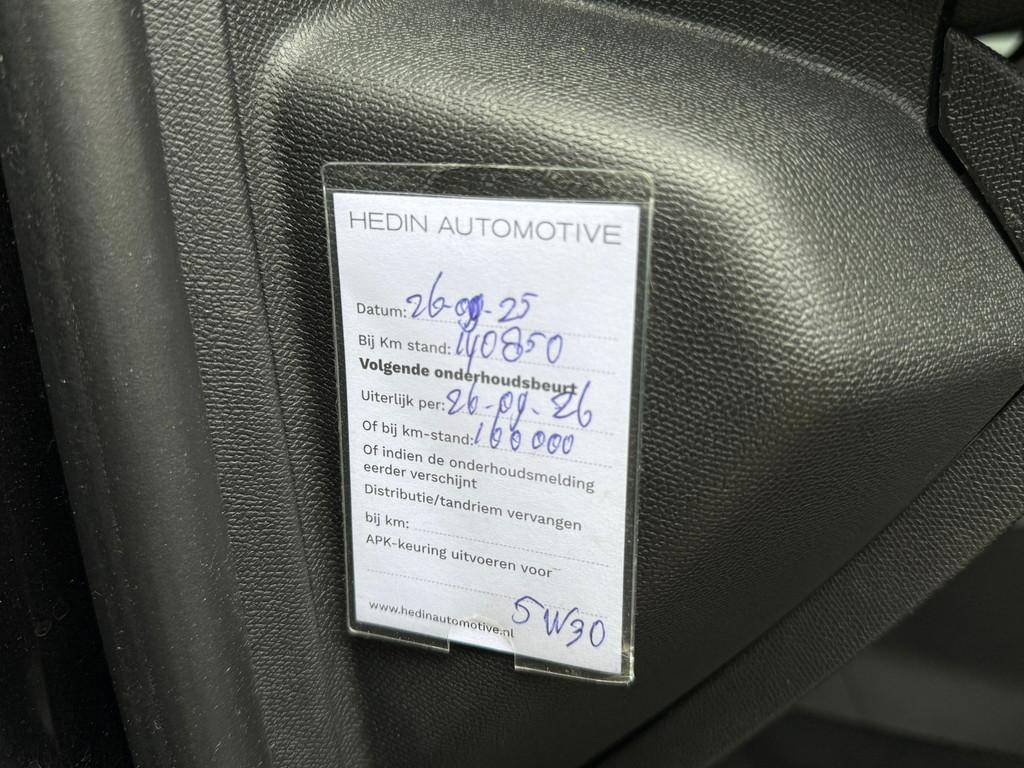 HEDIN AUTOMOTIVE
Datum: 26-09-25
Bij Km stand: 140850
Volgende onderhoudsbeurt
Uiterlijk per: 26-09-26
Of bij km-stand: 160000
Of indien de onderhoudsmelding
eerder verschijnt
Distributie/tandriem vervangen
bij km:
APK-keuring uitvoeren voor
www.hedinautomotive.nl
5W30